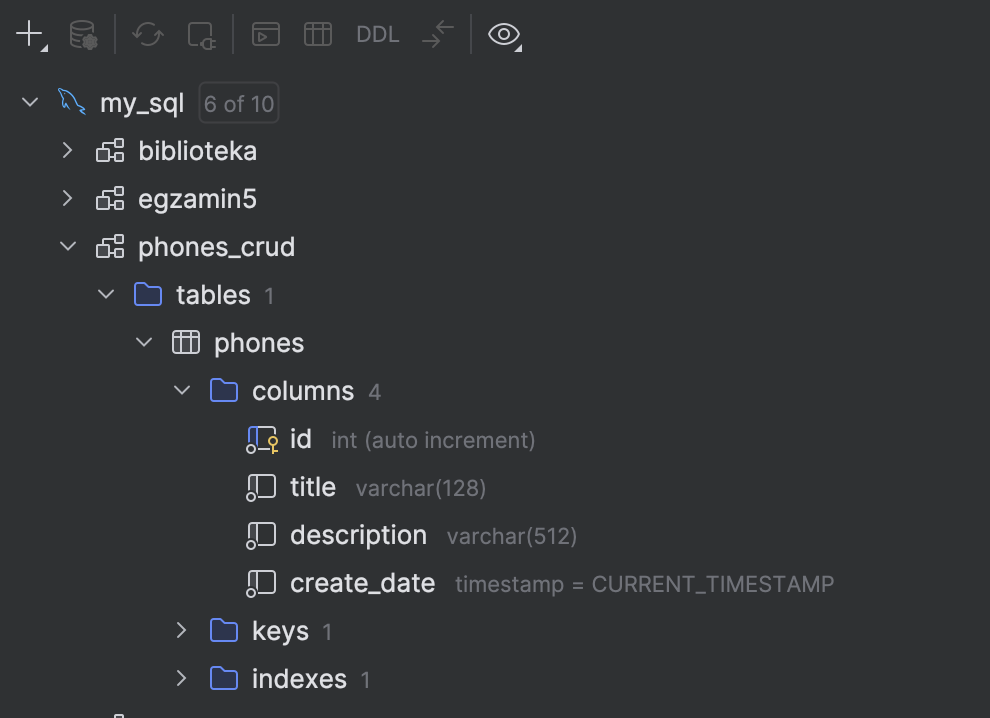 DDL
my_sql 6 of 10
biblioteka
egzamin5
phones_crud
tables 1
phones
columns 4
id int (auto increment)
title varchar(128)
description varchar(512)
create_date timestamp = CURRENT_TIMESTAMP
keys 1
indexes 1